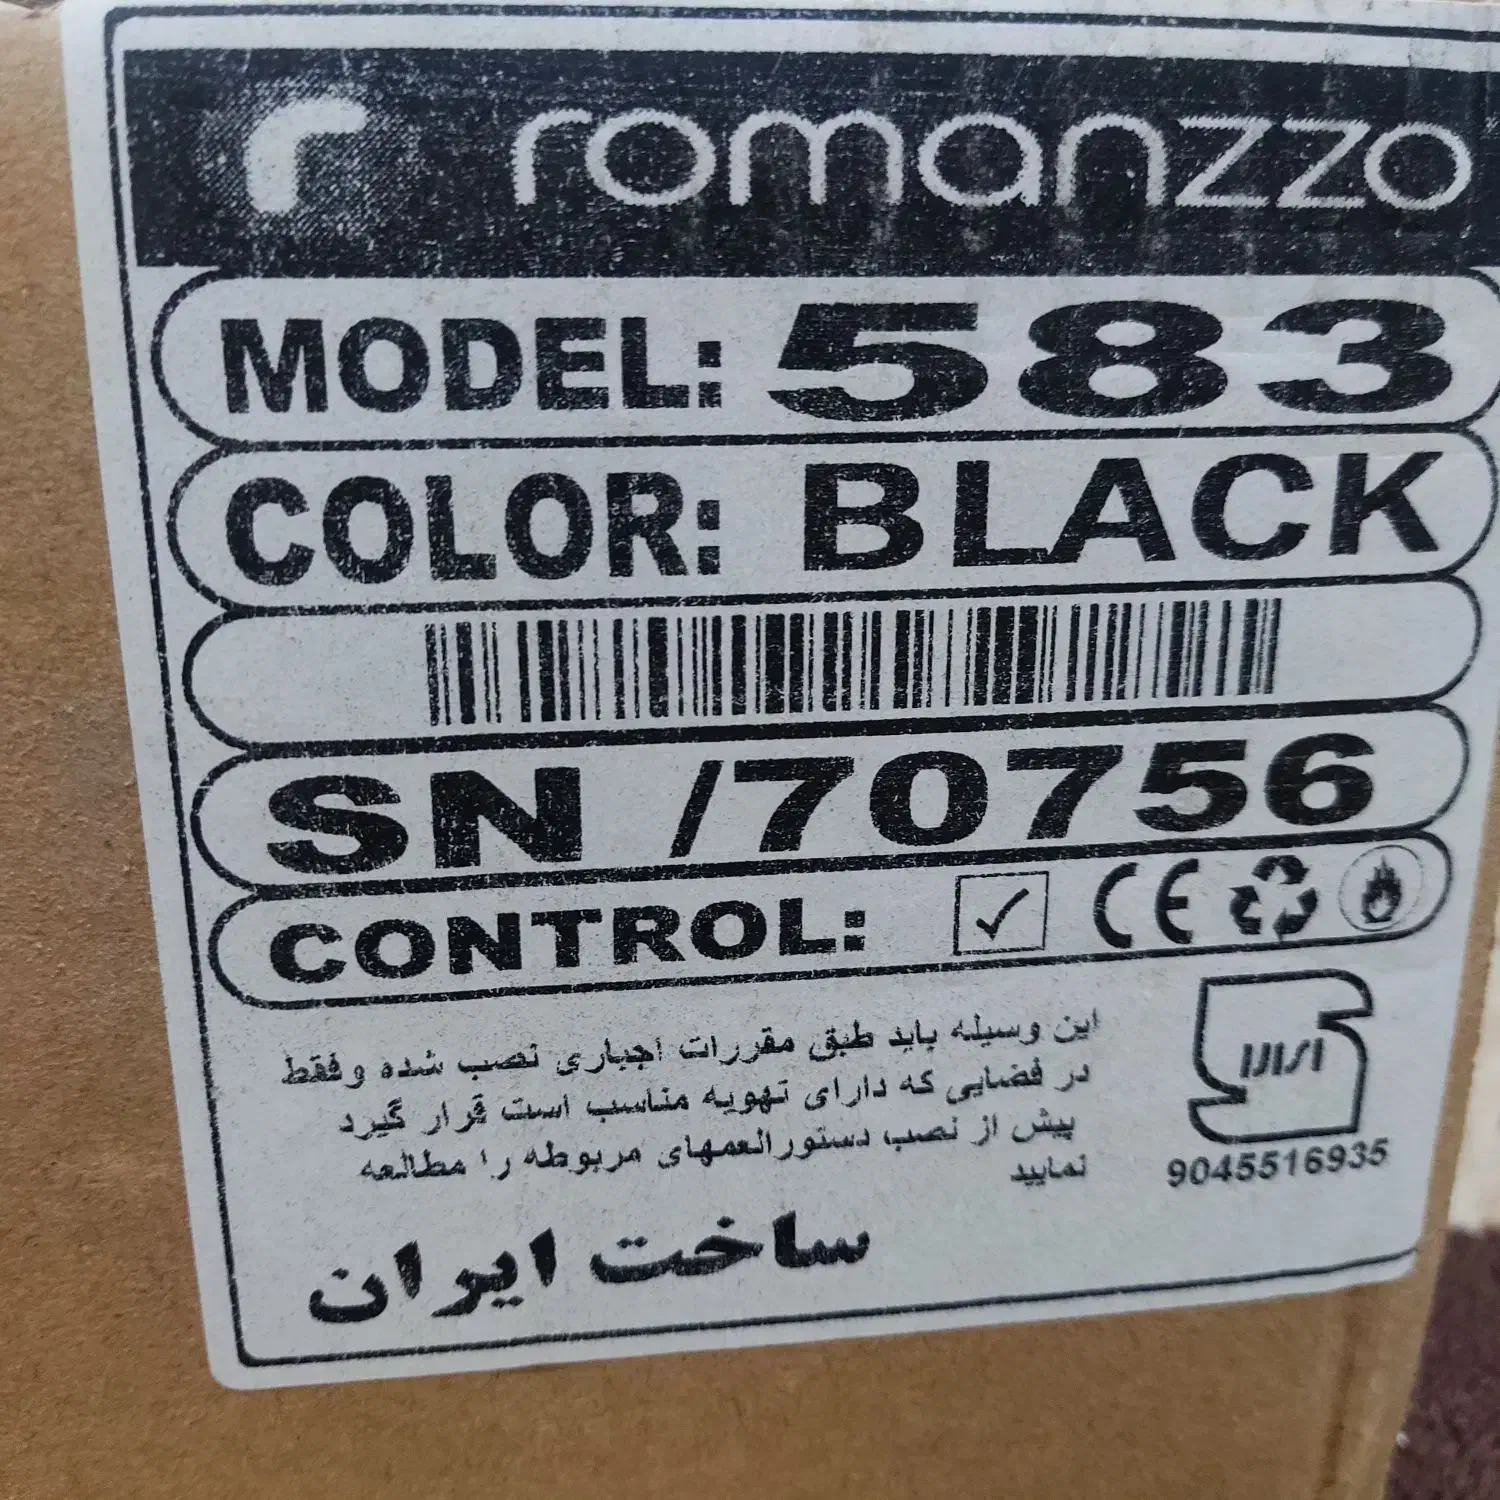 r romanzzo
MODEL: 583
COLOR: BLACK
SN /70756
CONTROL: ✓ CE
این وسیله باید طبق مقررات اجباری نصب شده وفقط
در فضایی که دارای تهویه مناسب است قرار گیرد
پیش از نصب دستورالعمهای مربوطه را مطالعه
نمایید
9045516935
ساخت ایران